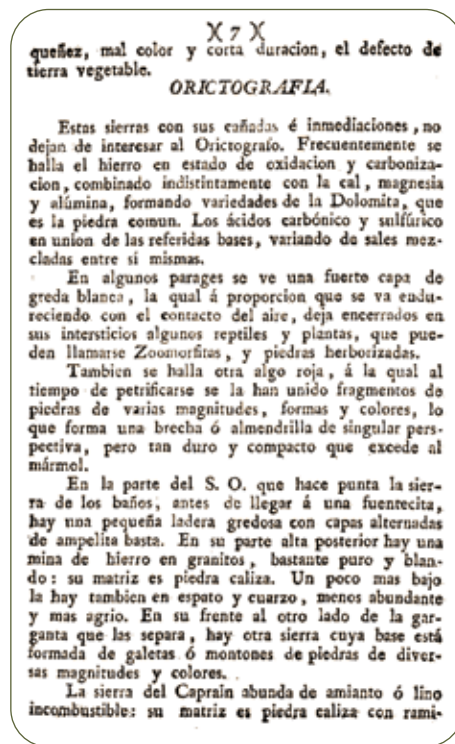 X 7 X
queñez, mal color y corta duracion, el defecto de
tierra vegetable.
ORICTOGRAFIA.
Estas sierras con sus cañadas é inmediaciones, no
dejan de interesar al Orictografo. Frecuentemente se
halla el hierro en estado de oxidacion y carboniza-
cion, combinado indistintamente con la cal, magnesia
y alúmina, formando variedades de la Dolomita, que
es la piedra comun. Los ácidos carbónico y sulfúrico
en union de las referidas bases, variando de sales mez-
cladas entre sí mismas.
En algunos parages se ve una fuerte capa de
greda blanca, la qual á proporcion que se va endu-
reciendo con el contacto del aire, deja encerrados en
sus intersticios algunos reptiles y plantas, que pue-
den llamarse Zoomorfitas, y piedras herborizadas.
Tambien se halla otra algo roja, á la qual al
tiempo de petrificarse se la han unido fragmentos de
piedras de varias magnitudes, formas y colores, lo
que forma una brecha ó almendrilla de singular pers-
pectiva, pero tan duro y compacto que excede al
mármol.
En la parte del S. O. que hace punta la sier-
ra de los baños, antes de llegar á una fuentecita,
hay una pequeña ladera gredosa con capas alternadas
de ampelita basta. En su parte alta posterior hay una
mina de hierro en granitos, bastante puro y blan-
do: su matriz es piedra caliza. Un poco mas bajo
la hay tambien en espato y cuarzo, menos abundante
y mas agrio. En su frente al otro lado de la gar-
ganta que las separa, hay otra sierra cuya base está
formada de galetas ó montones de piedras de diver-
sas magnitudes y colores.
La sierra del Caprain abunda de amianto ó lino
incombustible: su matriz es piedra caliza con rami-